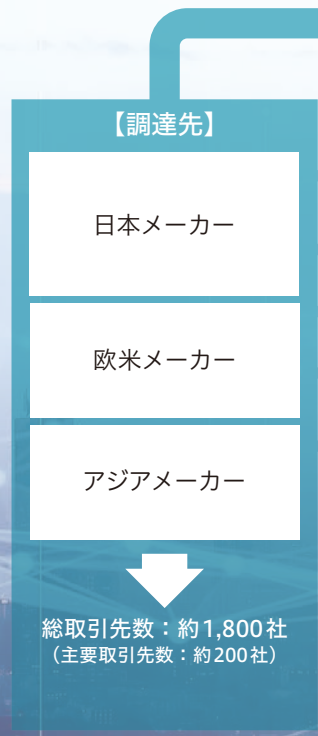 【調達先】
日本メーカー
欧米メーカー
アジアメーカー
総取引先数：約1,800社
（主要取引先数：約200社）